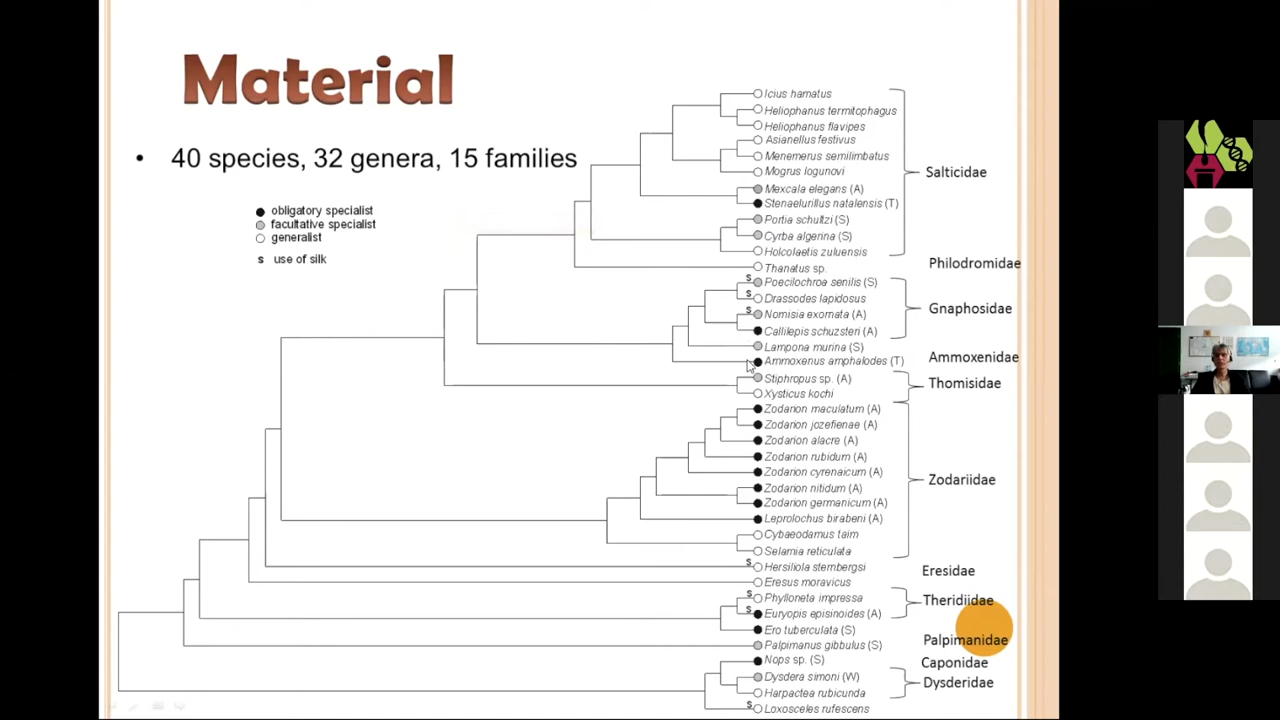 Material
• 40 species, 32 genera, 15 families
obligatory specialist
facultative specialist
generalist
s use of silk
Icius hamatus
Heliophanus termitophagus
Heliophanus flavipes
Asianellus festivus
Menemerus semilimbatus
Mogrus logunovi
Mexcala elegans (A)
Stenaelurillus natalensis (T)
Portia schultzi (S)
Cyrba algerina (S)
Holcolaetis zuluensis
Salticidae
Thanatus sp.
Philodromidae
s Poecilochroa senilis (S)
s Drassodes lapidosus
s Nomisia exornata (A)
Callilepis schuzsteri (A)
Gnaphosidae
Lampona murina (S)
Ammoxenus amphalodes (T)
Ammoxenidae
Stiphropus sp. (A)
Xysticus kochi
Thomisidae
Zodarion maculatum (A)
Zodarion jozefienae (A)
Zodarion alacre (A)
Zodarion rubidum (A)
Zodarion cyrenaicum (A)
Zodarion nitidum (A)
Zodarion germanicum (A)
Leprolochus birabeni (A)
Cybaeodamus taim
Selamia reticulata
Zodariidae
s Hersiliola sternbergsi
Eresus moravicus
Eresidae
s Phylloneta impressa
s Euryopis episinoides (A)
Theridiidae
Ero tuberculata (S)
Palpimanus gibbulus (S)
Palpimanidae
Nops sp. (S)
Caponidae
Dysdera simoni (W)
Harpactea rubicunda
Dysderidae
s Loxosceles rufescens